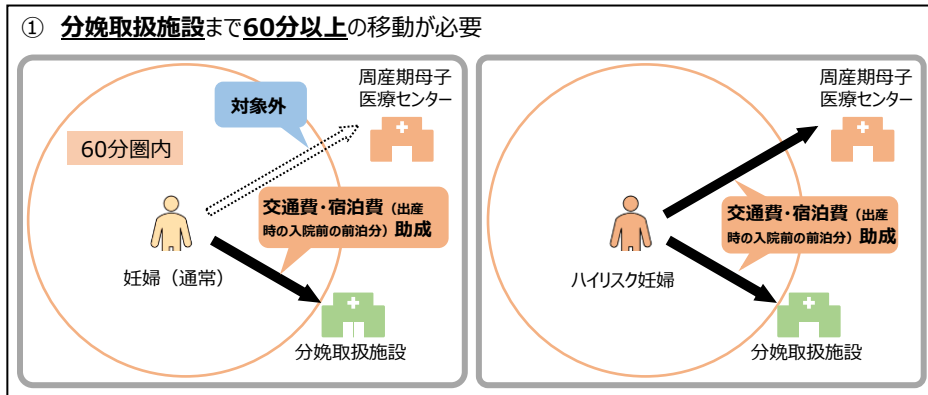 ① 分娩取扱施設まで60分以上の移動が必要
周産期母子
医療センター
対象外
60分圏内
交通費・宿泊費（出産
時の入院前の前泊分）助成
妊婦（通常）
分娩取扱施設
周産期母子
医療センター
交通費・宿泊費（出産
時の入院前の前泊分）助成
ハイリスク妊婦
分娩取扱施設